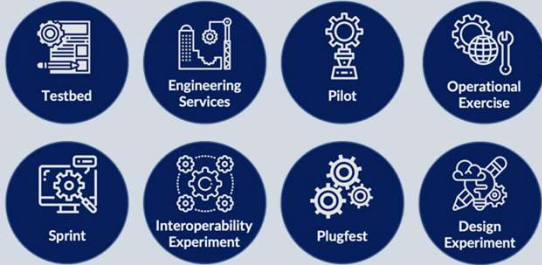 Testbed
Engineering
Services
Pilot
Operational
Exercise
Sprint
Interoperability
Experiment
Plugfest
Design
Experiment